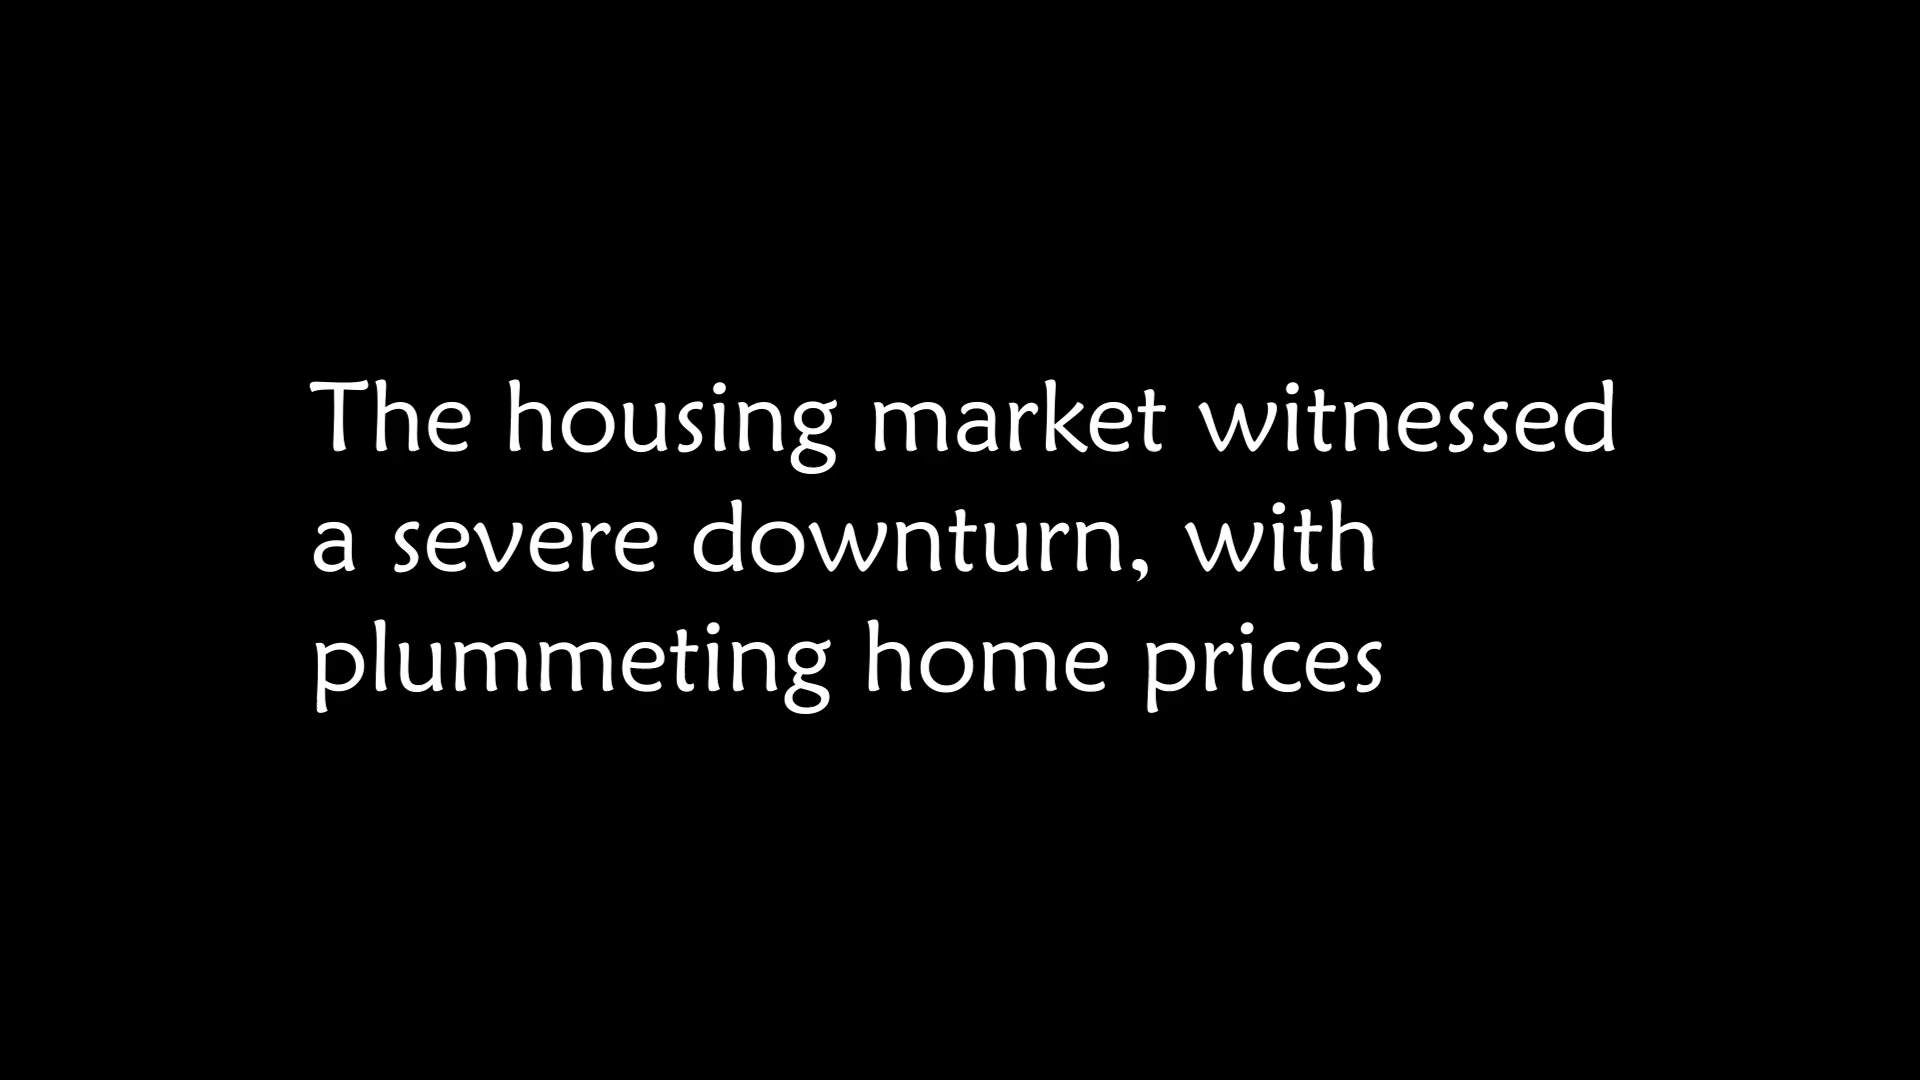 The housing market witnessed
a severe downturn, with
plummeting home prices